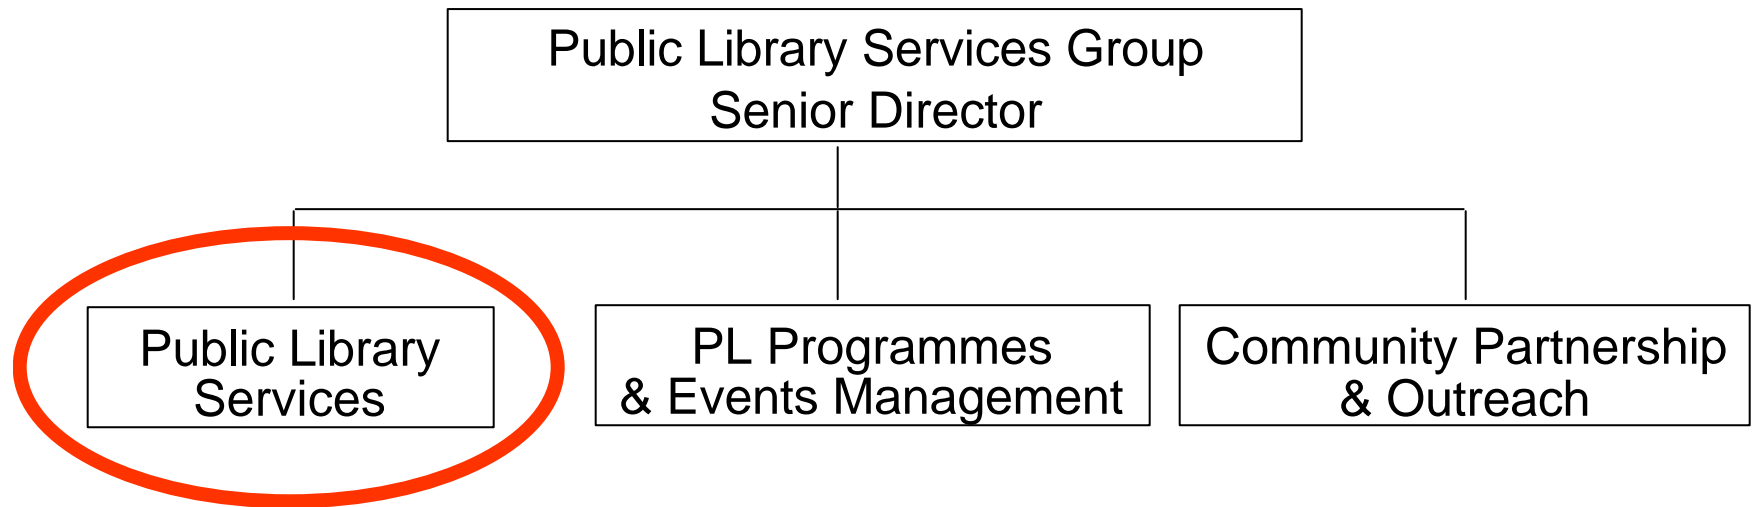 Public Library Services Group
Senior Director
Public Library
Services
PL Programmes
& Events Management
Community Partnership
& Outreach